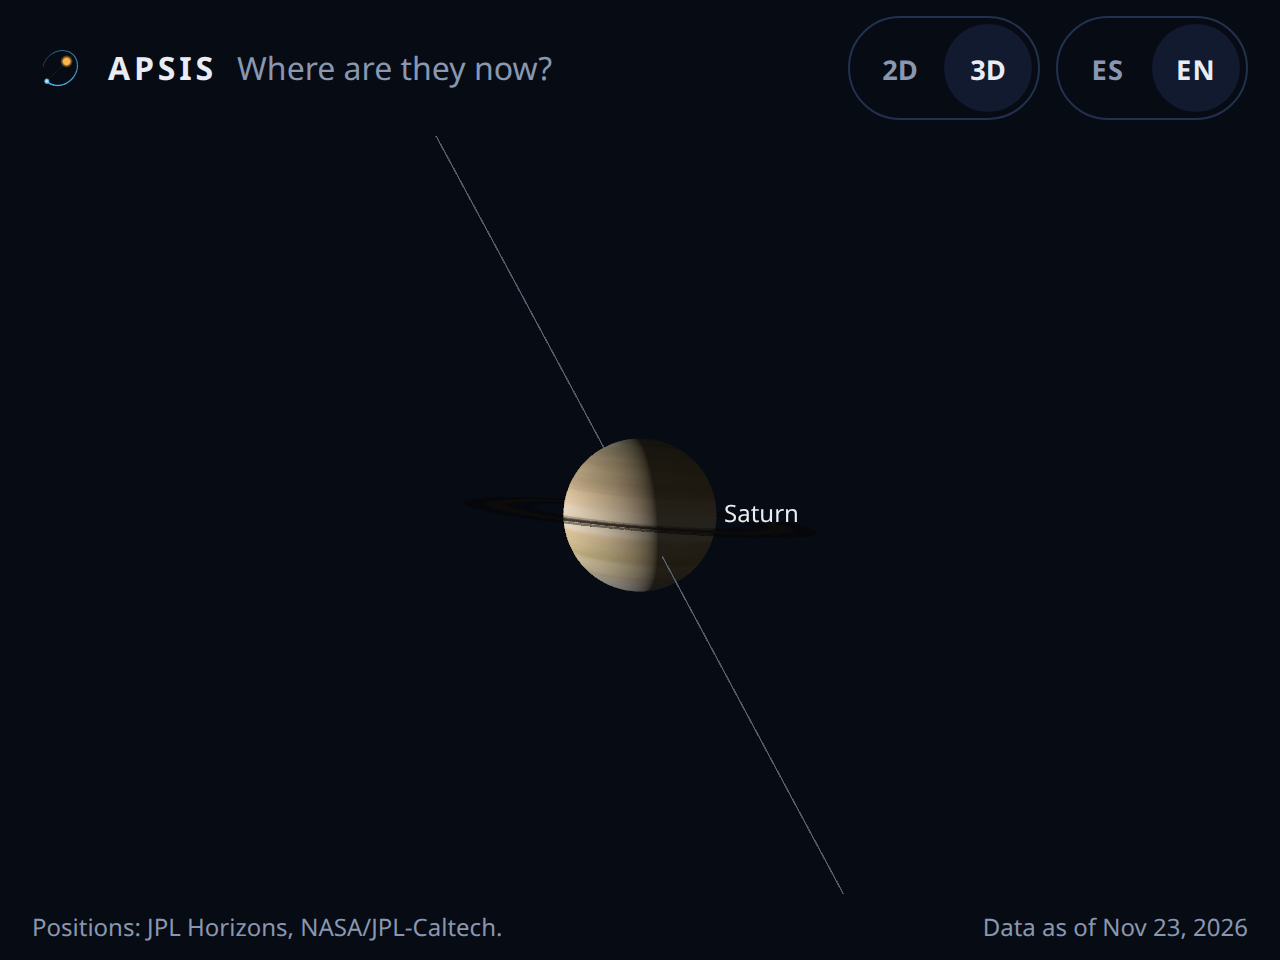 APSIS Where are they now?
2D 3D ES EN
Saturn
Positions: JPL Horizons, NASA/JPL-Caltech.
Data as of Nov 23, 2026